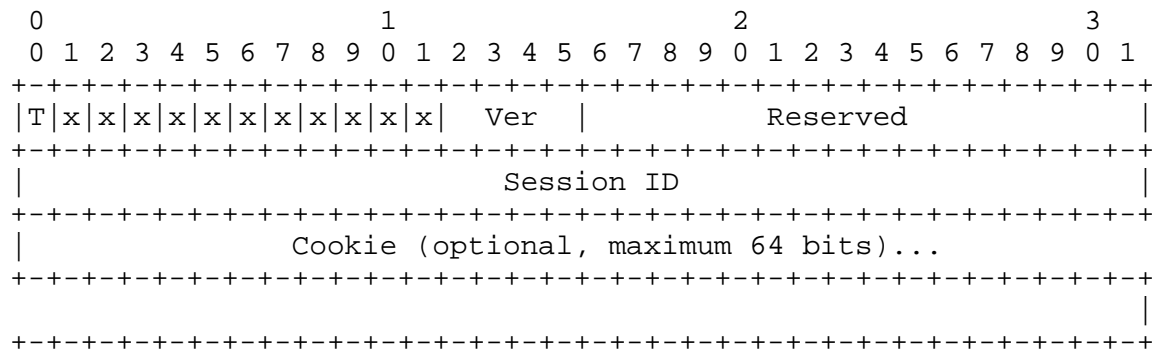 0                   1                   2                   3
 0 1 2 3 4 5 6 7 8 9 0 1 2 3 4 5 6 7 8 9 0 1 2 3 4 5 6 7 8 9 0 1
+-+-+-+-+-+-+-+-+-+-+-+-+-+-+-+-+-+-+-+-+-+-+-+-+-+-+-+-+-+-+-+-+
|T|x|x|x|x|x|x|x|x|x|x|x|  Ver  |          Reserved             |
+-+-+-+-+-+-+-+-+-+-+-+-+-+-+-+-+-+-+-+-+-+-+-+-+-+-+-+-+-+-+-+-+
|                           Session ID                          |
+-+-+-+-+-+-+-+-+-+-+-+-+-+-+-+-+-+-+-+-+-+-+-+-+-+-+-+-+-+-+-+-+
|               Cookie (optional, maximum 64 bits)...
+-+-+-+-+-+-+-+-+-+-+-+-+-+-+-+-+-+-+-+-+-+-+-+-+-+-+-+-+-+-+-+-+
                                                                |
+-+-+-+-+-+-+-+-+-+-+-+-+-+-+-+-+-+-+-+-+-+-+-+-+-+-+-+-+-+-+-+-+